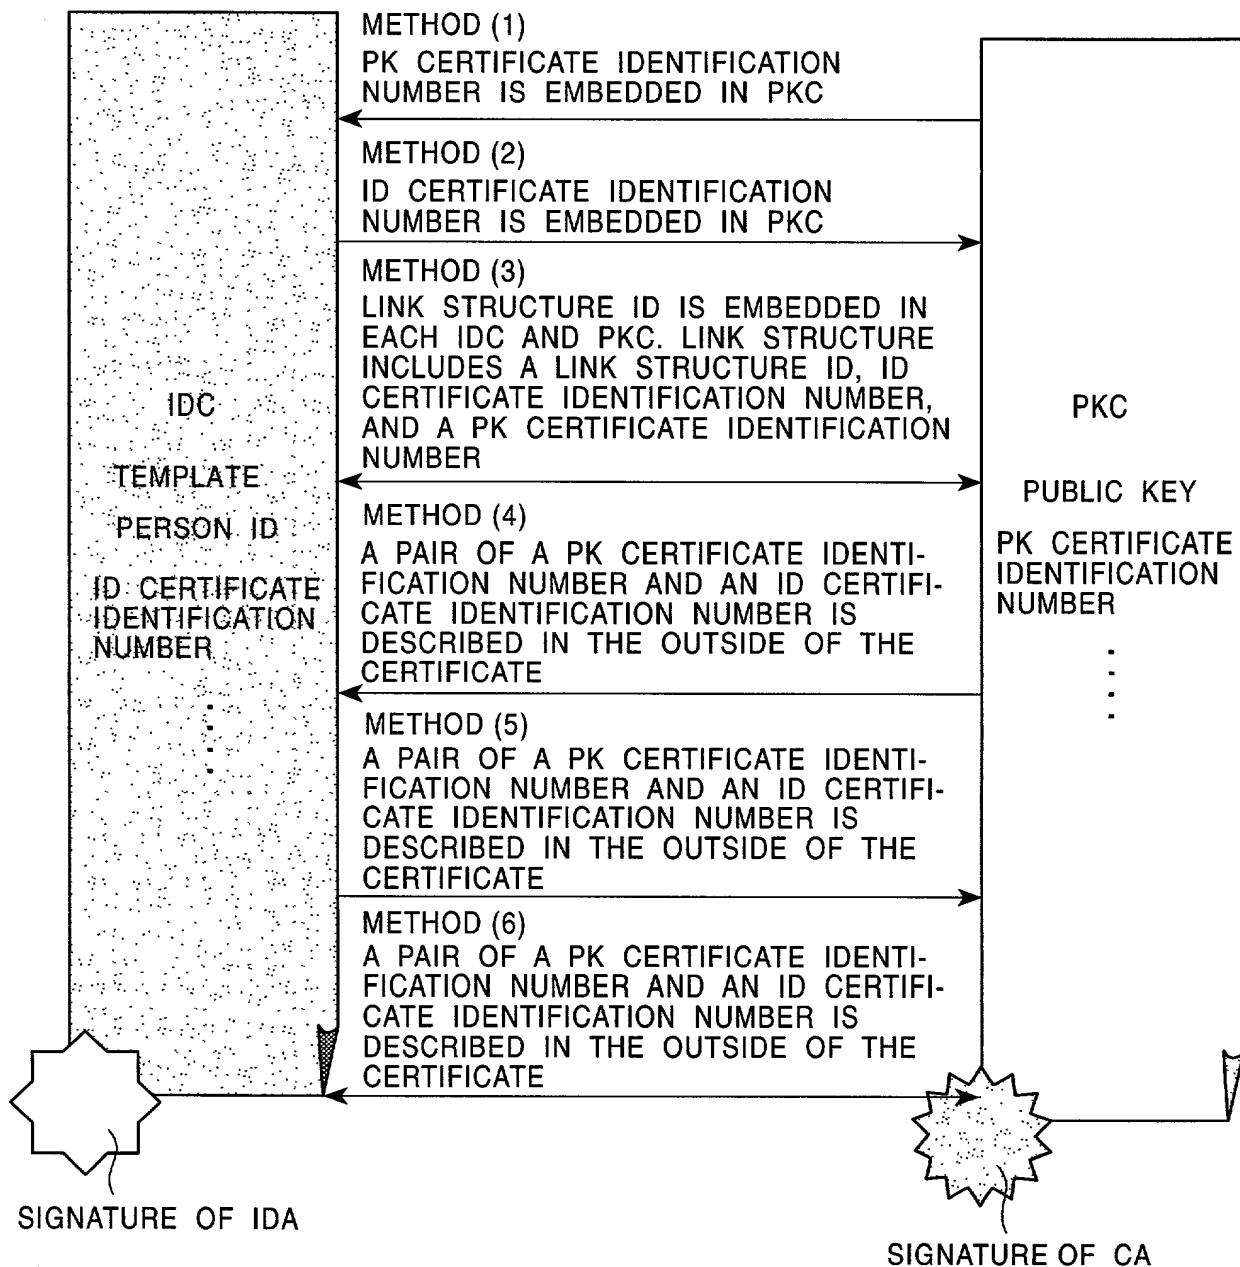 METHOD (1)
PK CERTIFICATE IDENTIFICATION
NUMBER IS EMBEDDED IN PKC
METHOD (2)
ID CERTIFICATE IDENTIFICATION
NUMBER IS EMBEDDED IN PKC
METHOD (3)
LINK STRUCTURE ID IS EMBEDDED IN
EACH IDC AND PKC. LINK STRUCTURE
INCLUDES A LINK STRUCTURE ID, ID
CERTIFICATE IDENTIFICATION NUMBER,
AND A PK CERTIFICATE IDENTIFICATION
NUMBER
METHOD (4)
A PAIR OF A PK CERTIFICATE IDENTI-
FICATION NUMBER AND AN ID CERTIFI-
CATE IDENTIFICATION NUMBER IS
DESCRIBED IN THE OUTSIDE OF THE
CERTIFICATE
METHOD (5)
A PAIR OF A PK CERTIFICATE IDENTI-
FICATION NUMBER AND AN ID CERTIFI-
CATE IDENTIFICATION NUMBER IS
DESCRIBED IN THE OUTSIDE OF THE
CERTIFICATE
METHOD (6)
A PAIR OF A PK CERTIFICATE IDENTI-
FICATION NUMBER AND AN ID CERTIFI-
CATE IDENTIFICATION NUMBER IS
DESCRIBED IN THE OUTSIDE OF THE
CERTIFICATE
IDC
TEMPLATE
PERSON ID
ID CERTIFICATE
IDENTIFICATION
NUMBER
PKC
PUBLIC KEY
PK CERTIFICATE
IDENTIFICATION
NUMBER
SIGNATURE OF IDA
SIGNATURE OF CA